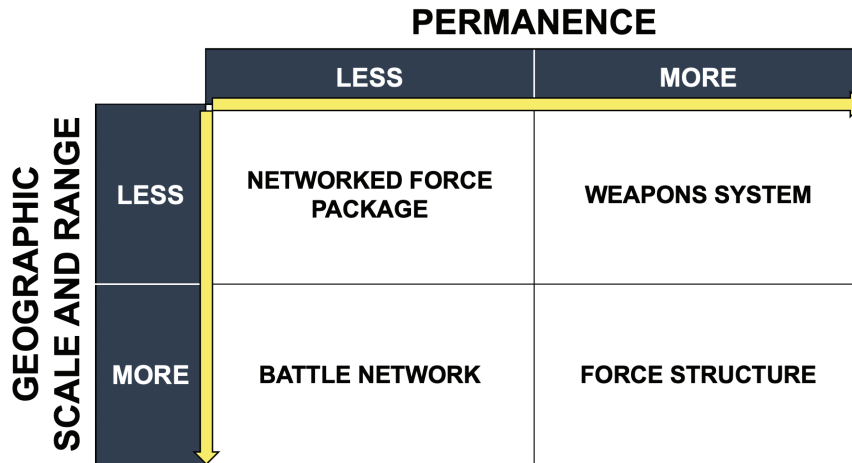 PERMANENCE
LESS
MORE
GEOGRAPHIC
SCALE AND RANGE
LESS
NETWORKED FORCE
PACKAGE
WEAPONS SYSTEM
MORE
BATTLE NETWORK
FORCE STRUCTURE